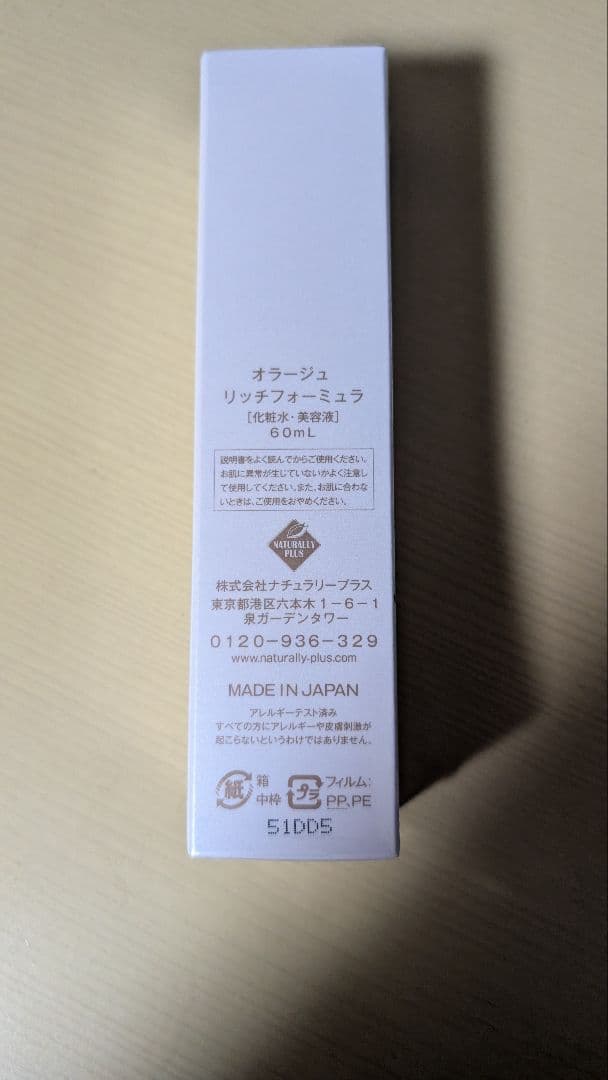 オラージュ
リッチフォーミュラ
［化粧水・美容液］
60mL
説明書をよく読んでからご使用ください。
お肌に異常が生じていないかよく注意し
て使用してください。また、お肌に合わな
いときは、ご使用をおやめください。
NATURALLY
PLUS
株式会社ナチュラリープラス
東京都港区六本木1-6-1
泉ガーデンタワー
0120-936-329
www.naturally-plus.com
MADE IN JAPAN
アレルギーテスト済み
すべての方にアレルギーや皮膚刺激が
起こらないというわけではありません。
紙 箱 中枠 プラ フィルム:
PP、PE
51DD5